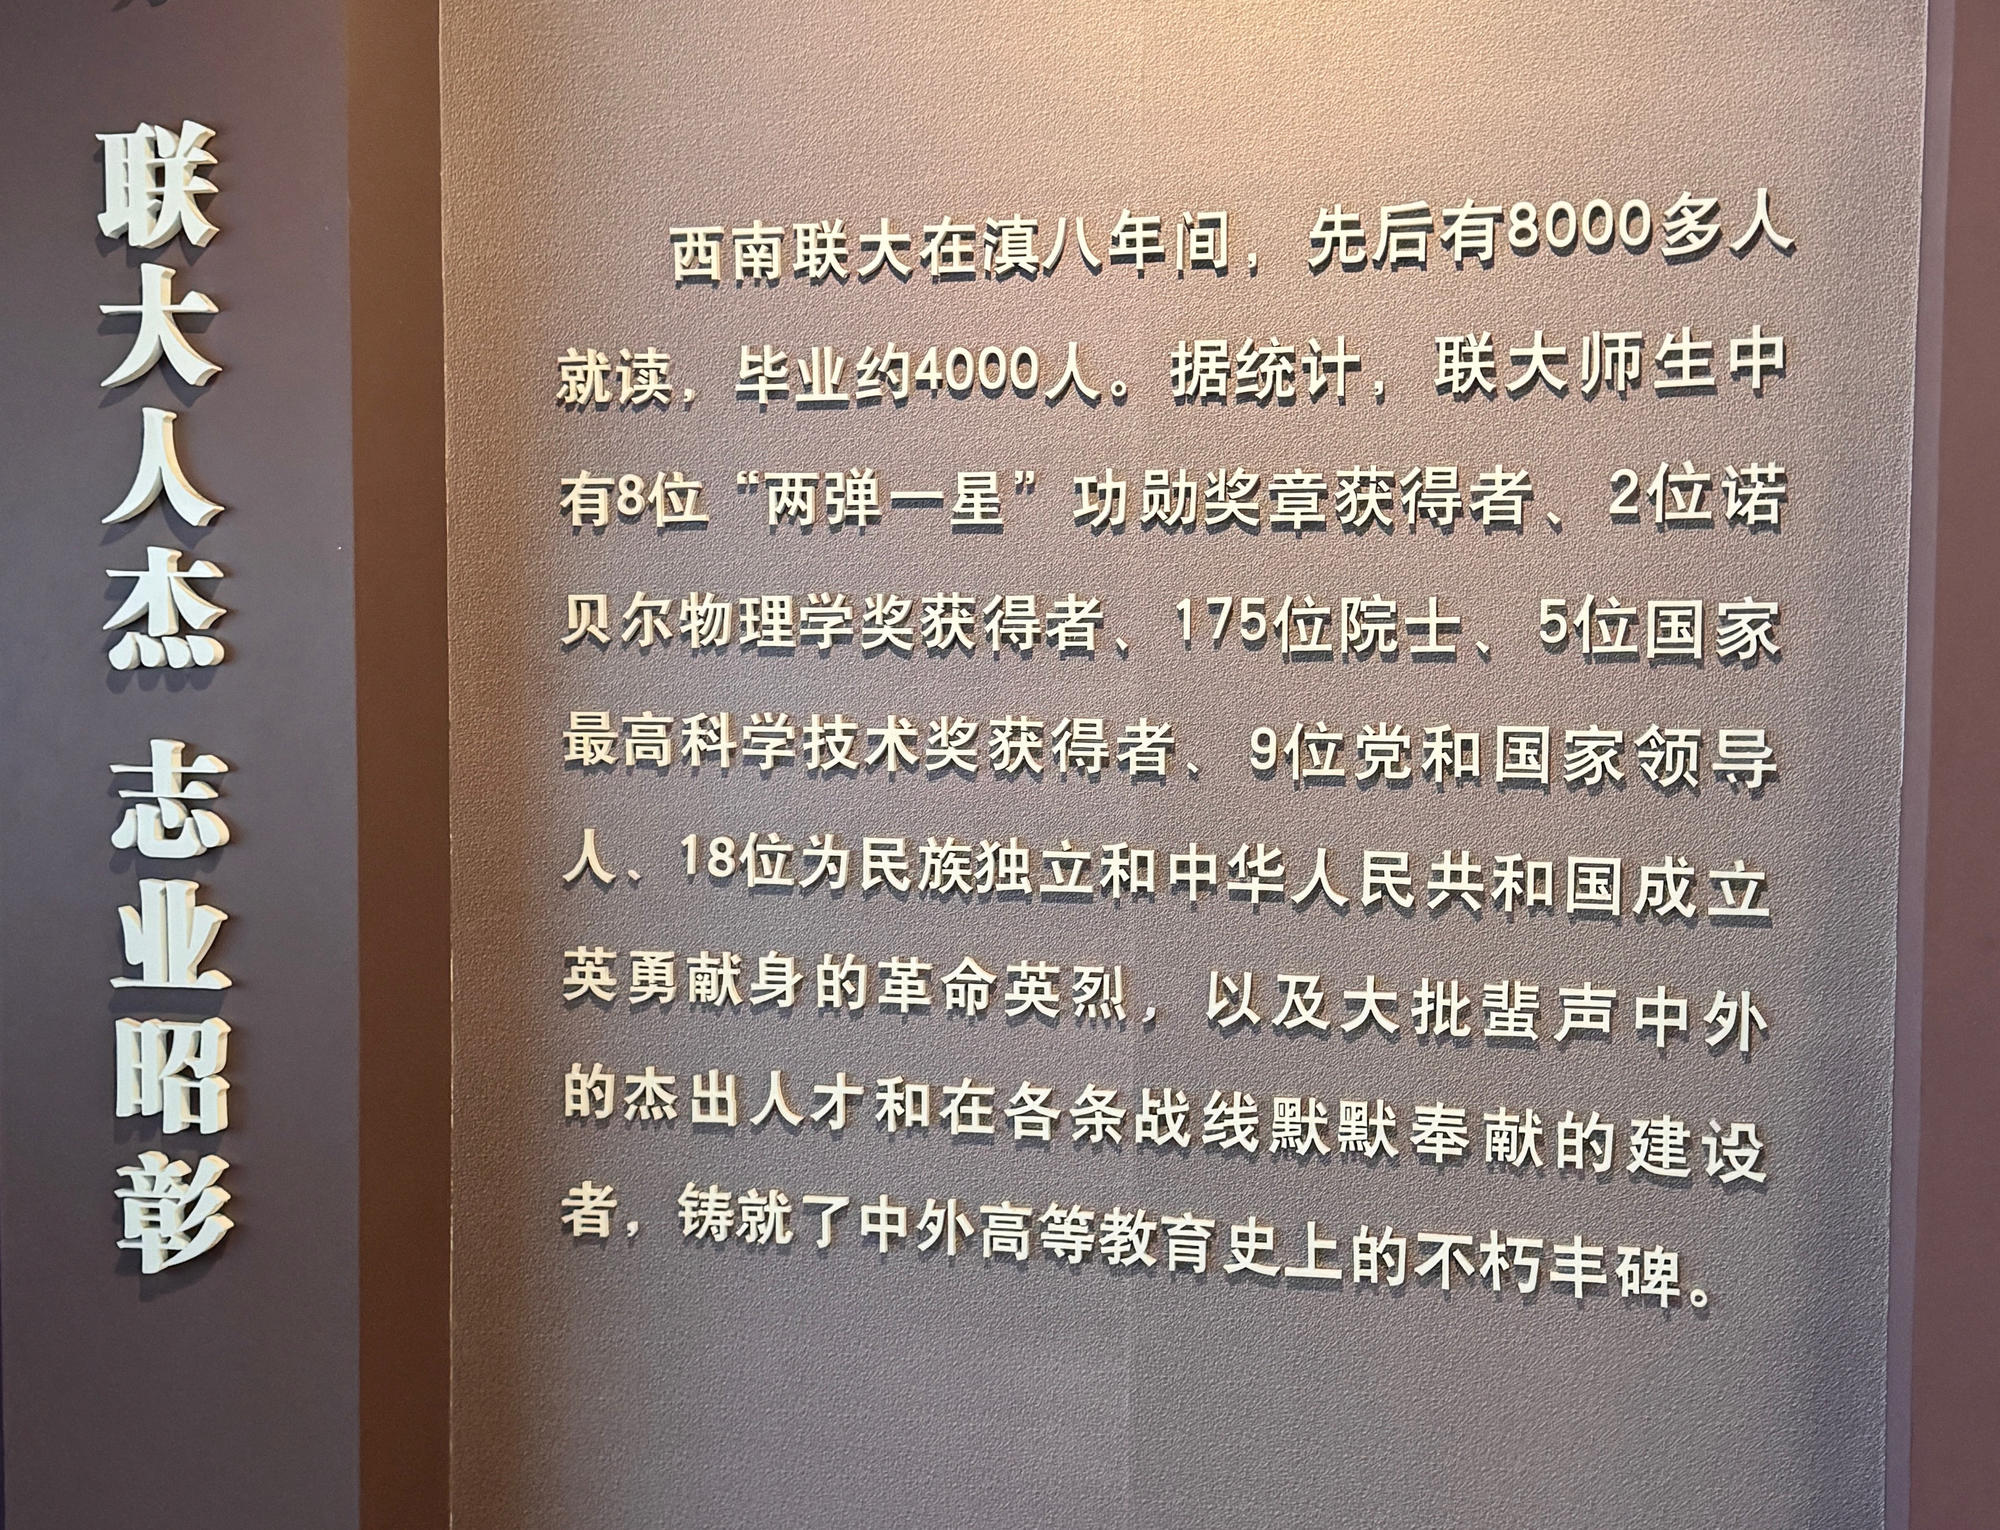 联大人杰 志业昭彰
西南联大在滇八年间，先后有8000多人
就读，毕业约4000人。据统计，联大师生中
有8位“两弹一星”功勋奖章获得者、2位诺
贝尔物理学奖获得者、175位院士、5位国家
最高科学技术奖获得者、9位党和国家领导
人、18位为民族独立和中华人民共和国成立
英勇献身的革命英烈，以及大批蜚声中外
的杰出人才和在各条战线默默奉献的建设
者，铸就了中外高等教育史上的不朽丰碑。